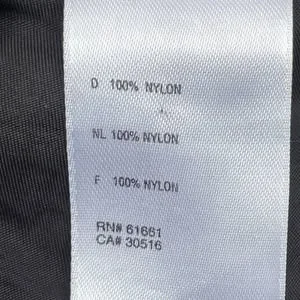 D 100% NYLON
NL 100% NYLON
F 100% NYLON
RN# 61661
CA# 30516